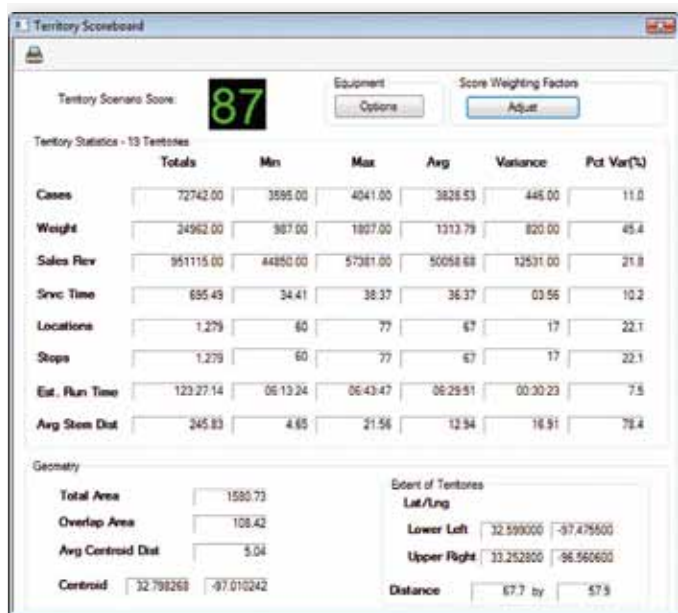 Territory Scoreboard
Territory Scenario Score: 87
Equipment
Options
Score Weighting Factors
Adjust
Territory Statistics - 19 Territories
Totals Min Max Avg Variance Pct Var(%)
Cases 72742.00 3595.00 4041.00 3828.53 446.00 11.0
Weight 24962.00 987.00 1807.00 1313.79 820.00 45.4
Sales Rev 951115.00 44850.00 57381.00 50058.68 12531.00 21.8
Srvc Time 695:49 34:41 38:37 36:37 03:56 10.2
Locations 1,279 60 77 67 17 22.1
Stops 1,279 60 77 67 17 22.1
Est. Run Time 123:27:14 06:13:24 06:43:47 06:29:51 00:30:23 7.5
Avg Stem Dist 245.83 4.65 21.56 12.94 16.91 78.4
Geometry
Total Area 1580.73
Overlap Area 108.42
Avg Centroid Dist 5.04
Centroid 32.798268 -97.010242
Extent of Territories
Lat/Lng
Lower Left 32.599000 -97.475500
Upper Right 33.252800 -96.560600
Distance 67.7 by 57.9